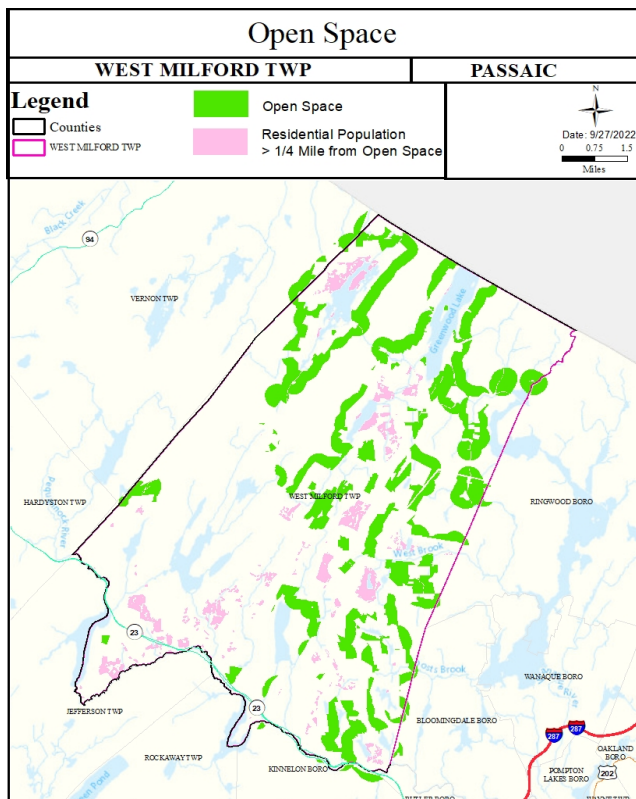 Open Space
WEST MILFORD TWP
PASSAIC
Legend
Counties
WEST MILFORD TWP
Open Space
Residential Population
> 1/4 Mile from Open Space
N
Date: 9/27/2022
0 0.75 1.5
Miles
Black Creek
94
VERNON TWP
Greenwood Lake
HARDYSTON TWP
WEST MILFORD TWP
RINGWOOD BORO
West Brook
23
WANAQUE BORO
JEFFERSON TWP
23
BLOOMINGDALE BORO
ROCKAWAY TWP
KINNELON BORO
287
287
OAKLAND
BORO
POMPTON
LAKES BORO
202